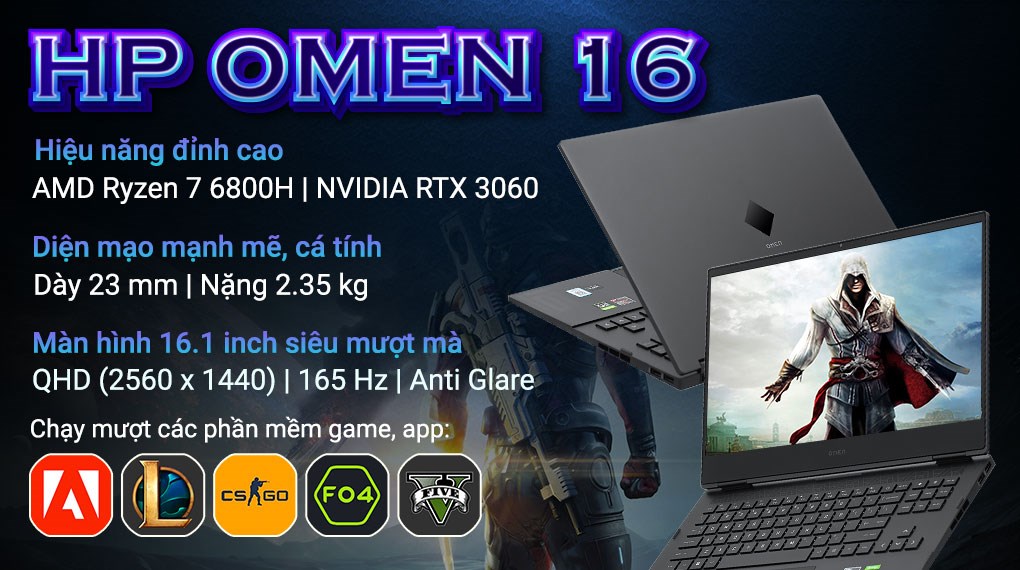 HP OMEN 16
Hiệu năng đỉnh cao
AMD Ryzen 7 6800H | NVIDIA RTX 3060
Diện mạo mạnh mẽ, cá tính
Dày 23 mm | Nặng 2.35 kg
Màn hình 16.1 inch siêu mượt mà
QHD (2560 x 1440) | 165 Hz | Anti Glare
Chạy mượt các phần mềm game, app:
L
CS GO
FO4
V
FIVE
OMEN
OMEN